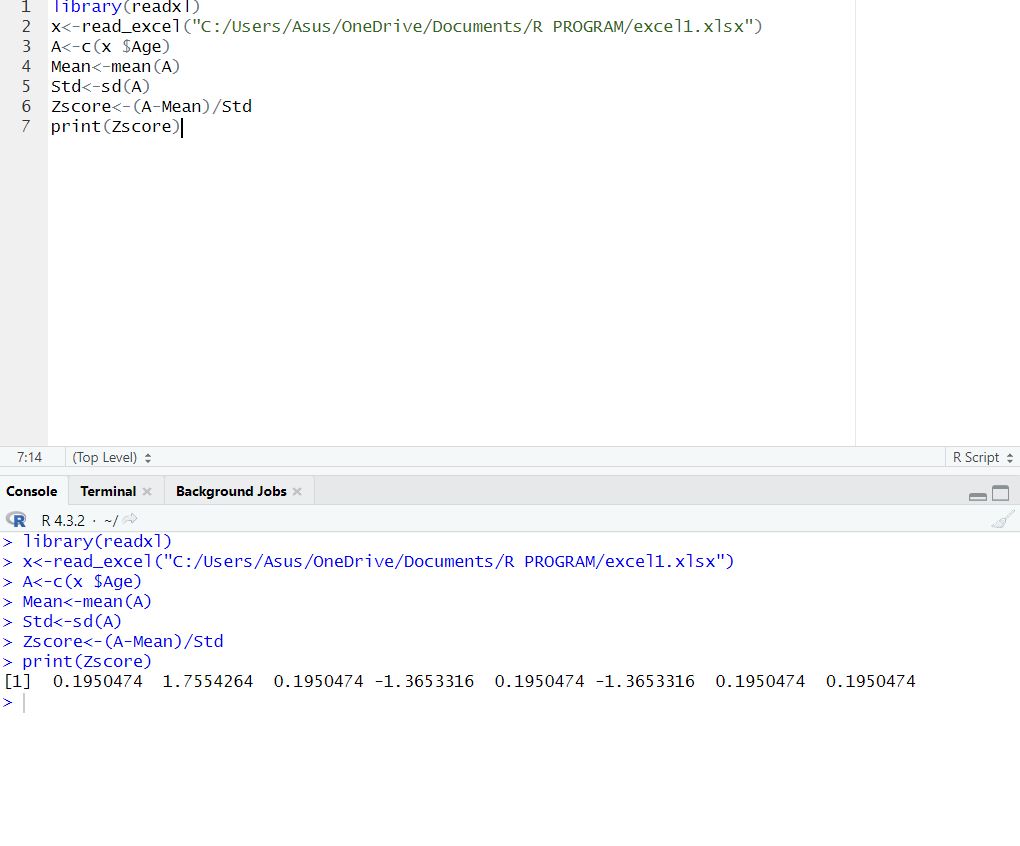 1 library(readxl)
2 x<-read_excel("C:/Users/Asus/OneDrive/Documents/R PROGRAM/excel1.xlsx")
3 A<-c(x $Age)
4 Mean<-mean(A)
5 Std<-sd(A)
6 Zscore<-(A-Mean)/Std
7 print(Zscore)
7:14 (Top Level) R Script
Console Terminal Background Jobs
R R 4.3.2 · ~/
> library(readxl)
> x<-read_excel("C:/Users/Asus/OneDrive/Documents/R PROGRAM/excel1.xlsx")
> A<-c(x $Age)
> Mean<-mean(A)
> Std<-sd(A)
> Zscore<-(A-Mean)/Std
> print(Zscore)
[1]  0.1950474  1.7554264  0.1950474 -1.3653316  0.1950474 -1.3653316  0.1950474  0.1950474
>